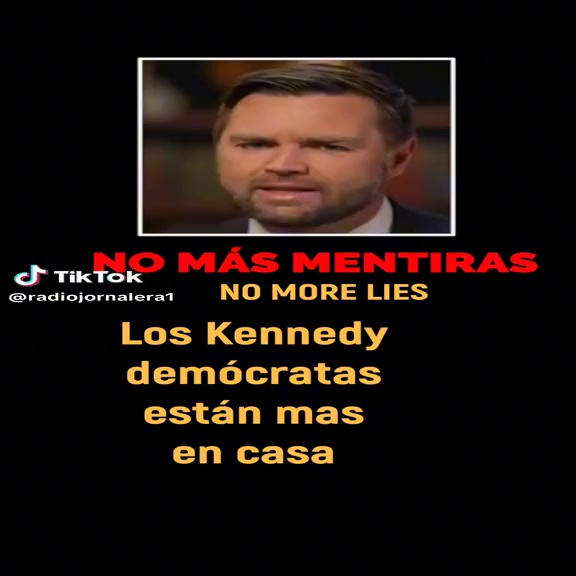 NO MÁS MENTIRAS
TikTok
@radiojornalera1
NO MORE LIES
Los Kennedy
demócratas
están mas
en casa